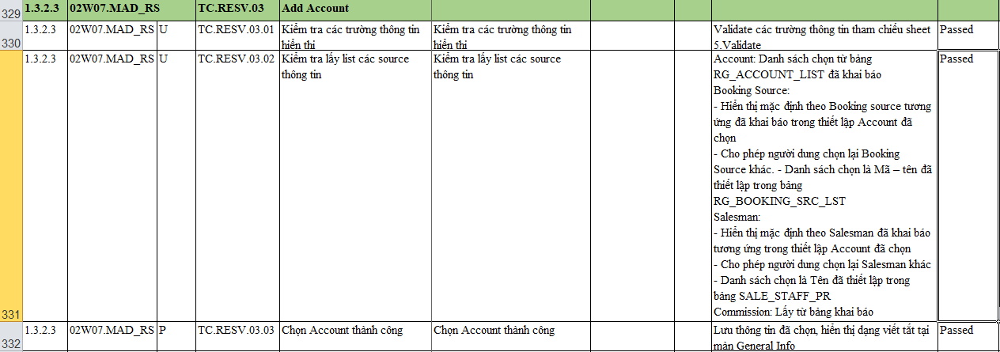 329 1.3.2.3 02W07.MAD_RS TC.RESV.03 Add Account
330 1.3.2.3 02W07.MAD_RS U TC.RESV.03.01 Kiểm tra các trường thông tin hiển thi Kiểm tra các trường thông tin hiển thi Validate các trường thông tin tham chiếu sheet 5.Validate Passed
331 1.3.2.3 02W07.MAD_RS U TC.RESV.03.02 Kiểm tra lấy list các source thông tin Kiểm tra lấy list các source thông tin
Account: Danh sách chọn từ bảng
RG_ACCOUNT_LIST đã khai báo
Booking Source:
- Hiển thị mặc định theo Booking source tương
ứng đã khai báo trong thiết lập Account đã
chọn
- Cho phép người dung chọn lại Booking
Source khác. - Danh sách chọn là Mã – tên đã
thiết lập trong bảng
RG_BOOKING_SRC_LST
Salesman:
- Hiển thị mặc định theo Salesman đã khai báo
tương ứng trong thiết lập Account đã chọn
- Cho phép người dung chọn lại Salesman khác
- Danh sách chọn là Tên đã thiết lập trong
bảng SALE_STAFF_PR
Commission: Lấy từ bảng khai báo
Passed
332 1.3.2.3 02W07.MAD_RS P TC.RESV.03.03 Chọn Account thành công Chọn Account thành công Lưu thông tin đã chọn, hiển thị dạng viết tắt tại màn General Info Passed